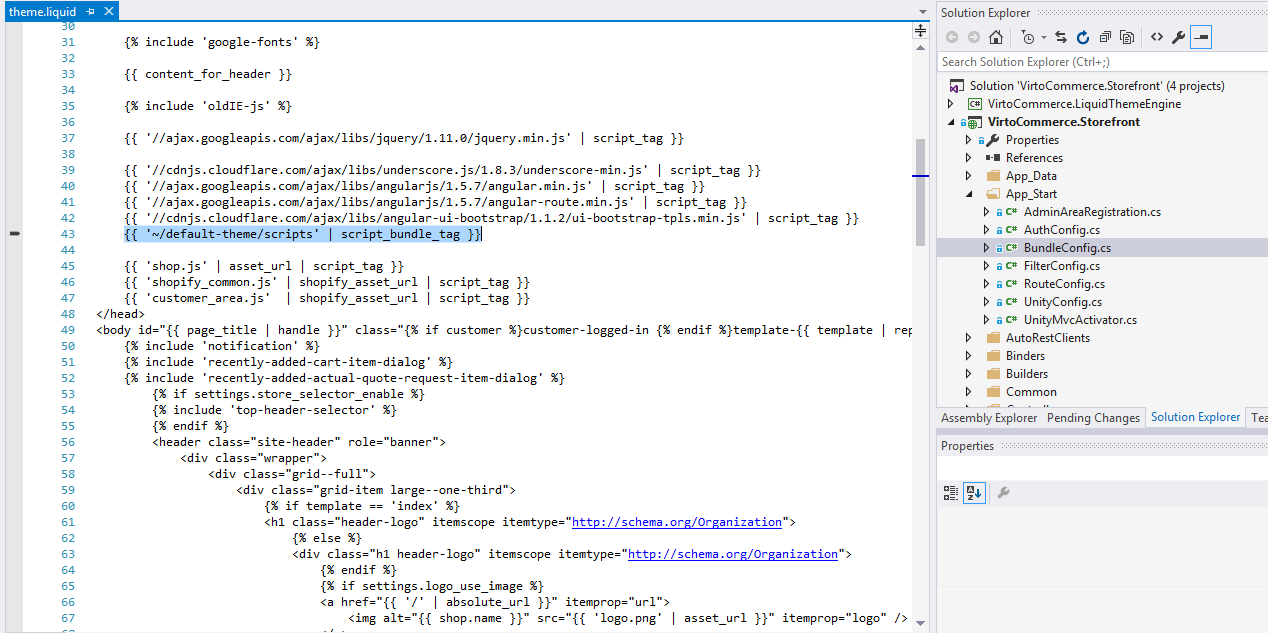 theme.liquid
30
31 {% include 'google-fonts' %}
32
33 {{ content_for_header }}
34
35 {% include 'oldIE-js' %}
36
37 {{ '//ajax.googleapis.com/ajax/libs/jquery/1.11.0/jquery.min.js' | script_tag }}
38
39 {{ '//cdnjs.cloudflare.com/ajax/libs/underscore.js/1.8.3/underscore-min.js' | script_tag }}
40 {{ '//ajax.googleapis.com/ajax/libs/angularjs/1.5.7/angular.min.js' | script_tag }}
41 {{ '//ajax.googleapis.com/ajax/libs/angularjs/1.5.7/angular-route.min.js' | script_tag }}
42 {{ '//cdnjs.cloudflare.com/ajax/libs/angular-ui-bootstrap/1.1.2/ui-bootstrap-tpls.min.js' | script_tag }}
43 {{ '~/default-theme/scripts' | script_bundle_tag }}
44
45 {{ 'shop.js' | asset_url | script_tag }}
46 {{ 'shopify_common.js' | shopify_asset_url | script_tag }}
47 {{ 'customer_area.js'  | shopify_asset_url | script_tag }}
48 </head>
49 <body id="{{ page_title | handle }}" class="{% if customer %}customer-logged-in {% endif %}template-{{ template | rep
50 {% include 'notification' %}
51 {% include 'recently-added-cart-item-dialog' %}
52 {% include 'recently-added-actual-quote-request-item-dialog' %}
53 {% if settings.store_selector_enable %}
54 {% include 'top-header-selector' %}
55 {% endif %}
56 <header class="site-header" role="banner">
57 <div class="wrapper">
58 <div class="grid--full">
59 <div class="grid-item large--one-third">
60 {% if template == 'index' %}
61 <h1 class="header-logo" itemscope itemtype="http://schema.org/Organization">
62 {% else %}
63 <div class="h1 header-logo" itemscope itemtype="http://schema.org/Organization">
64 {% endif %}
65 {% if settings.logo_use_image %}
66 <a href="{{ '/' | absolute_url }}" itemprop="url">
67 <img alt="{{ shop.name }}" src="{{ 'logo.png' | asset_url }}" itemprop="logo" />
Solution Explorer
Search Solution Explorer (Ctrl+;)
Solution 'VirtoCommerce.Storefront' (4 projects)
C# VirtoCommerce.LiquidThemeEngine
VirtoCommerce.Storefront
Properties
References
App_Data
App_Start
C# AdminAreaRegistration.cs
C# AuthConfig.cs
C# BundleConfig.cs
C# FilterConfig.cs
C# RouteConfig.cs
C# UnityConfig.cs
C# UnityMvcActivator.cs
AutoRestClients
Binders
Builders
Common
Assembly Explorer Pending Changes Solution Explorer Tea
Properties